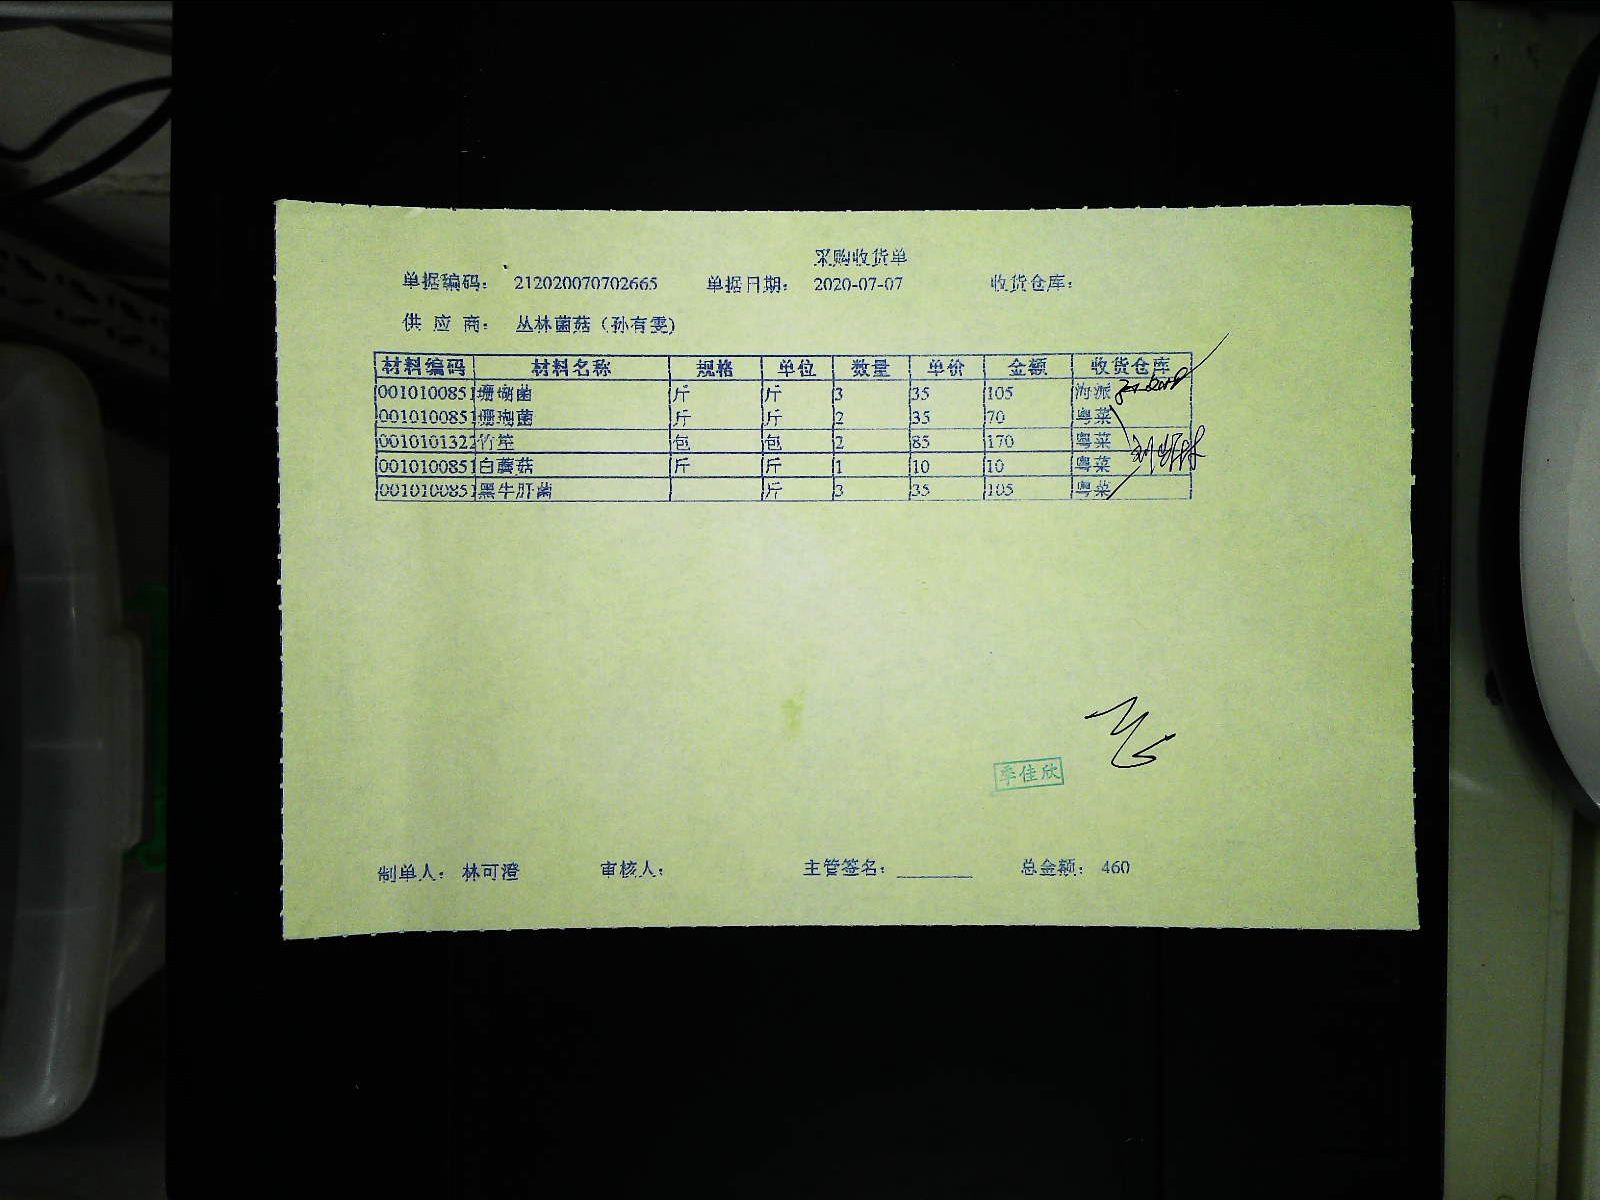 采购收货单
单据编码： 212020070702665 单据日期： 2020-07-07 收货仓库：
供 应 商： 丛林菌菇（孙有雯）
材料编码 材料名称 规格 单位 数量 单价 金额 收货仓库
0010100851 珊瑚菌 斤 斤 3 35 105 海派
0010100851 珊瑚菌 斤 斤 2 35 70 粤菜
0010101322 竹笙 包 包 2 85 170 粤菜
0010100851 白蘑菇 斤 斤 1 10 10 粤菜
0010100851 黑牛肝菌 斤 3 35 105 粤菜
季佳欣
制单人： 林可澄 审核人： 主管签名： 总金额： 460